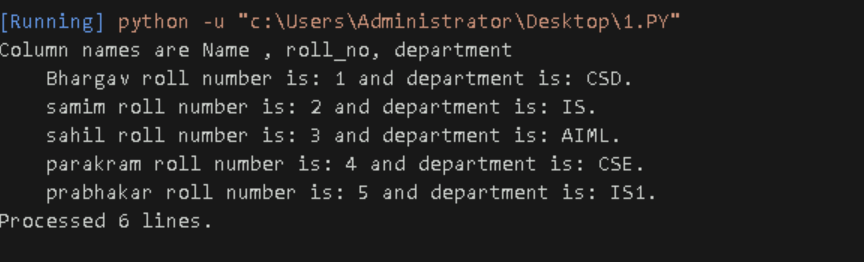 [Running] python -u "c:\Users\Administrator\Desktop\1.PY"
Column names are Name , roll_no, department
    Bhargav roll number is: 1 and department is: CSD.
    samim roll number is: 2 and department is: IS.
    sahil roll number is: 3 and department is: AIML.
    parakram roll number is: 4 and department is: CSE.
    prabhakar roll number is: 5 and department is: IS1.
Processed 6 lines.